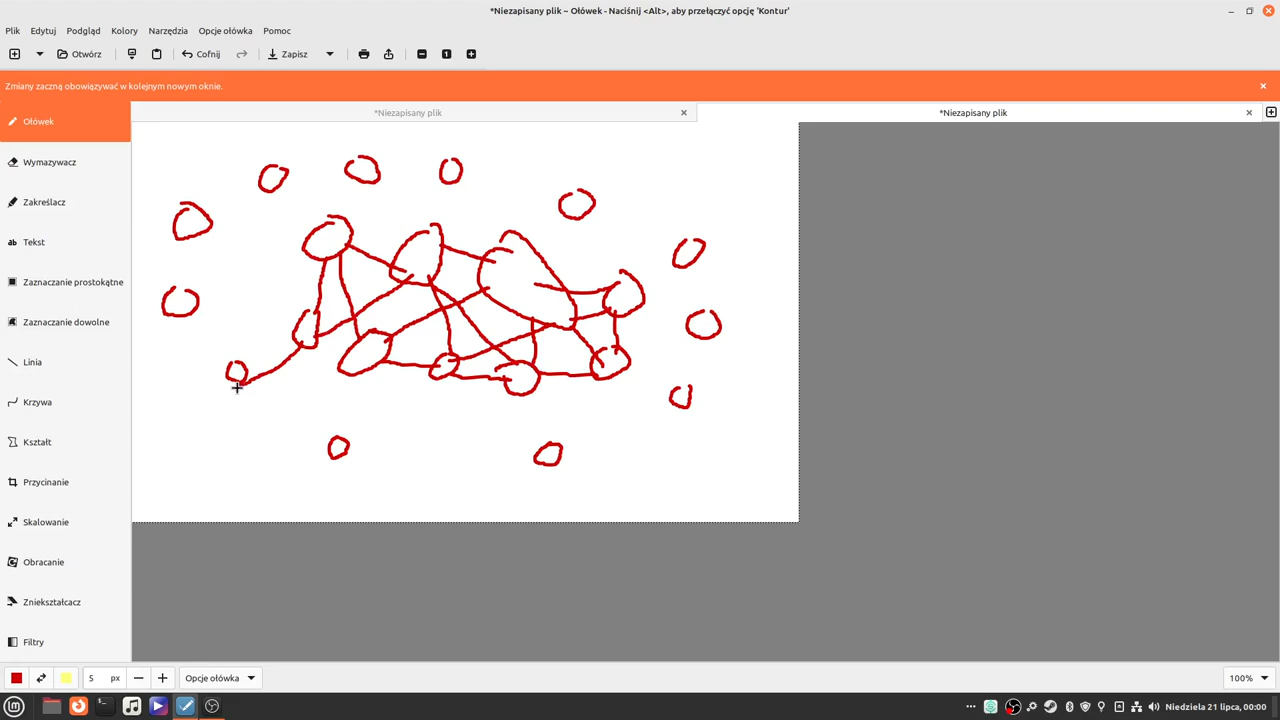 *Niezapisany plik ~ Ołówek - Naciśnij <Alt>, aby przełączyć opcję 'Kontur'
Plik Edytuj Podgląd Kolory Narzędzia Opcje ołówka Pomoc
Otwórz Cofnij Zapisz
Zmiany zaczną obowiązywać w kolejnym nowym oknie.
*Niezapisany plik *Niezapisany plik
Ołówek
Wymazywacz
Zakreślacz
ab Tekst
Zaznaczanie prostokątne
Zaznaczanie dowolne
Linia
Krzywa
Kształt
Przycinanie
Skalowanie
Obracanie
Zniekształcacz
Filtry
5 px Opcje ołówka 100%
Niedziela 21 lipca, 00:00